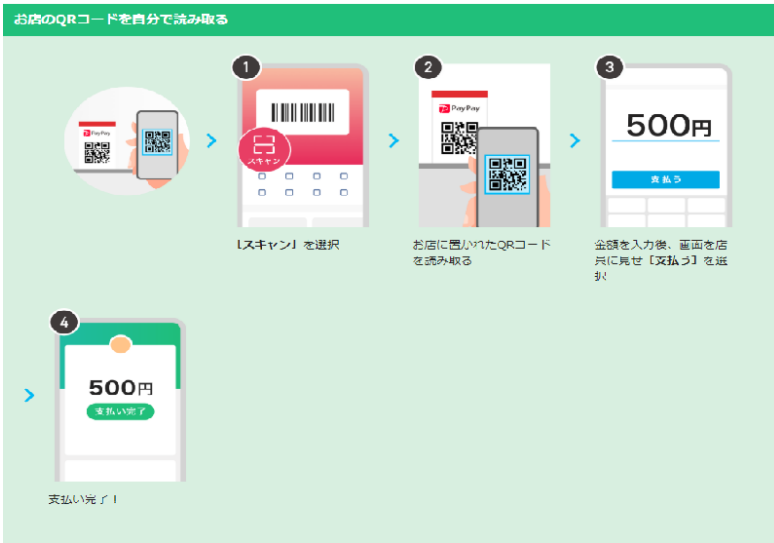 お店のQRコードを自分で読み取る
1
スキャン
2
PayPay
3
500円
支払う
PayPay
[スキャン] を選択
お店に置かれたQRコード
を読み取る
金額を入力後、画面を店
員に見せ [支払う] を選
択
4
500円
支払い完了
支払い完了!